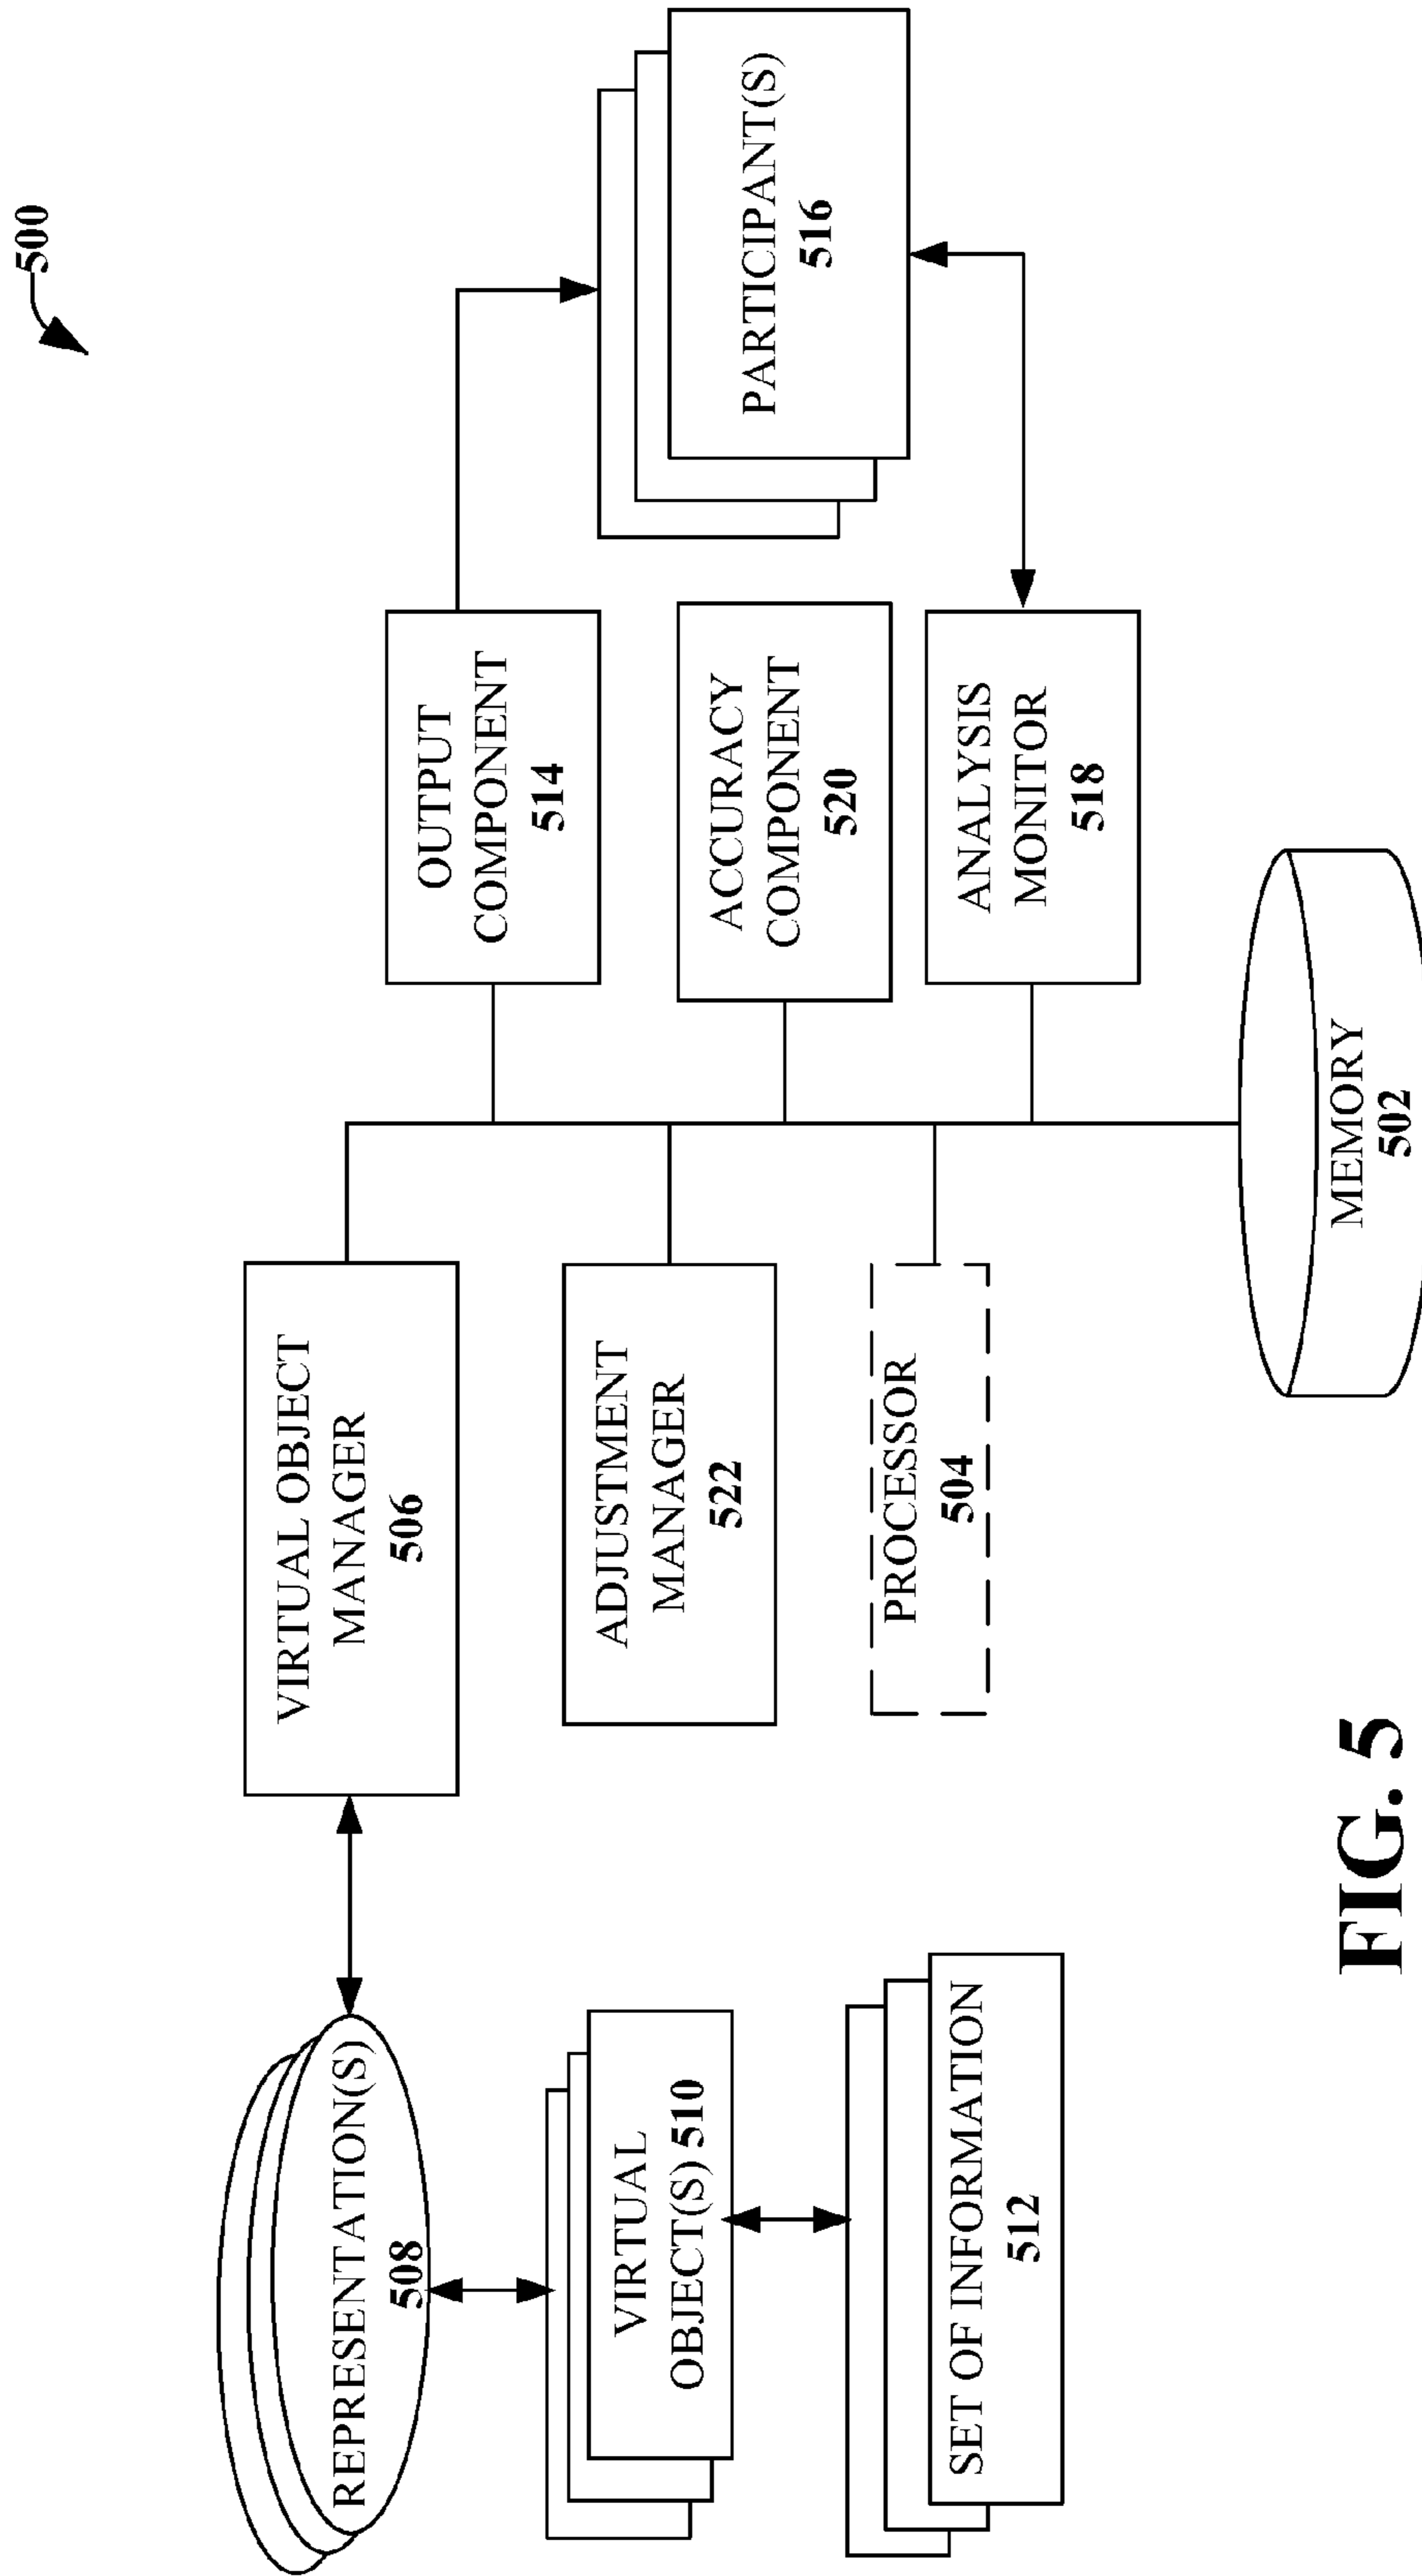 500
REPRESENTATION(S)
508
VIRTUAL OBJECT
MANAGER
506
OUTPUT
COMPONENT
514
PARTICIPANT(S)
516
VIRTUAL
OBJECT(S) 510
ADJUSTMENT
MANAGER
522
ACCURACY
COMPONENT
520
SET OF INFORMATION
512
PROCESSOR
504
ANALYSIS
MONITOR
518
MEMORY
502
FIG. 5